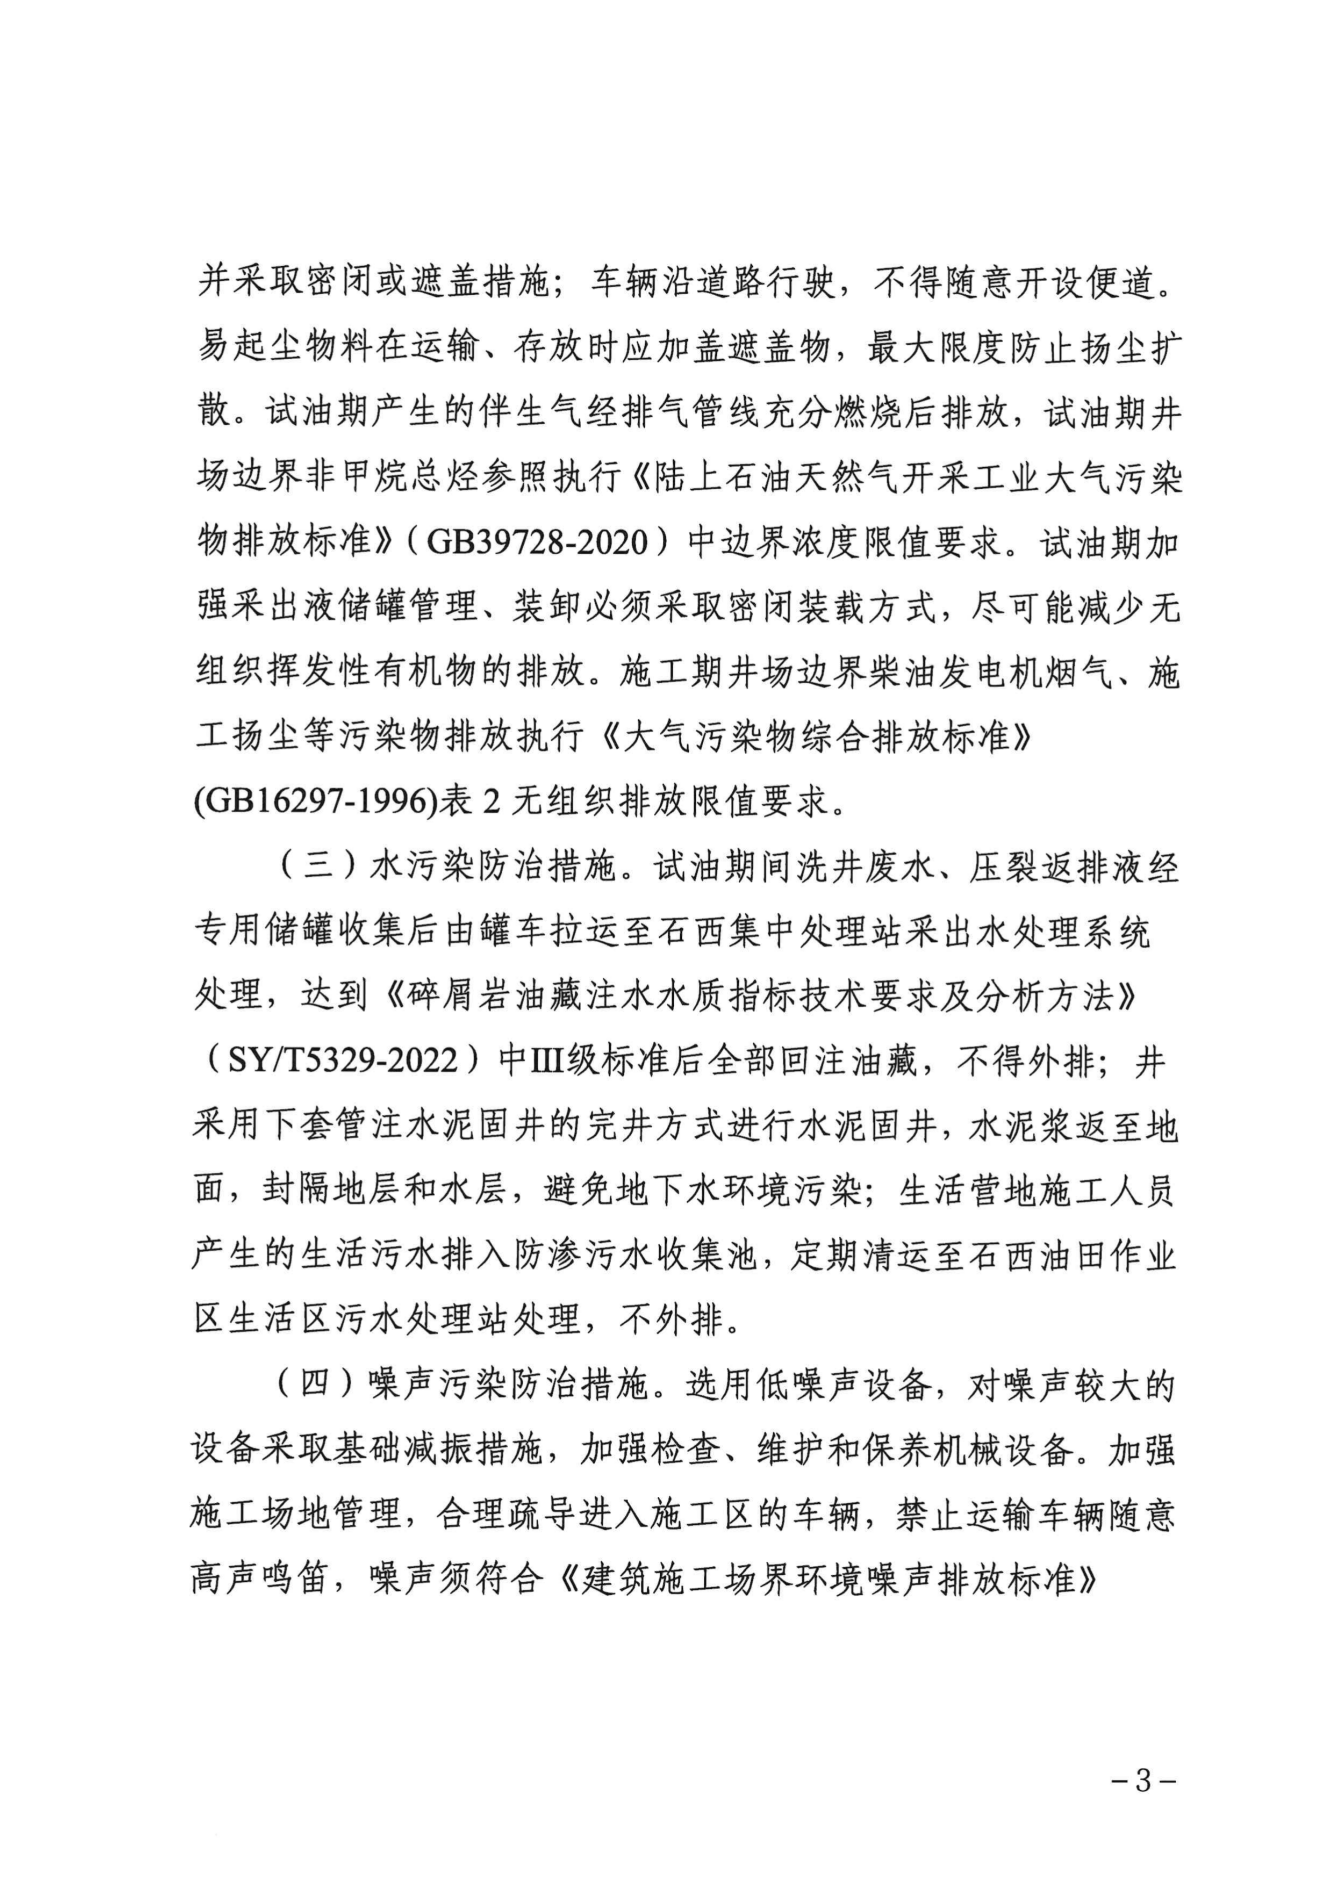 并采取密闭或遮盖措施；车辆沿道路行驶，不得随意开设便道。
易起尘物料在运输、存放时应加盖遮盖物，最大限度防止扬尘扩
散。试油期产生的伴生气经排气管线充分燃烧后排放，试油期井
场边界非甲烷总烃参照执行《陆上石油天然气开采工业大气污染
物排放标准》（GB39728-2020）中边界浓度限值要求。试油期加
强采出液储罐管理、装卸必须采取密闭装载方式，尽可能减少无
组织挥发性有机物的排放。施工期井场边界柴油发电机烟气、施
工扬尘等污染物排放执行《大气污染物综合排放标准》
(GB16297-1996)表 2 无组织排放限值要求。
（三）水污染防治措施。试油期间洗井废水、压裂返排液经
专用储罐收集后由罐车拉运至石西集中处理站采出水处理系统
处理，达到《碎屑岩油藏注水水质指标技术要求及分析方法》
（SY/T5329-2022）中Ⅲ级标准后全部回注油藏，不得外排；井
采用下套管注水泥固井的完井方式进行水泥固井，水泥浆返至地
面，封隔地层和水层，避免地下水环境污染；生活营地施工人员
产生的生活污水排入防渗污水收集池，定期清运至石西油田作业
区生活区污水处理站处理，不外排。
（四）噪声污染防治措施。选用低噪声设备，对噪声较大的
设备采取基础减振措施，加强检查、维护和保养机械设备。加强
施工场地管理，合理疏导进入施工区的车辆，禁止运输车辆随意
高声鸣笛，噪声须符合《建筑施工场界环境噪声排放标准》
－3－